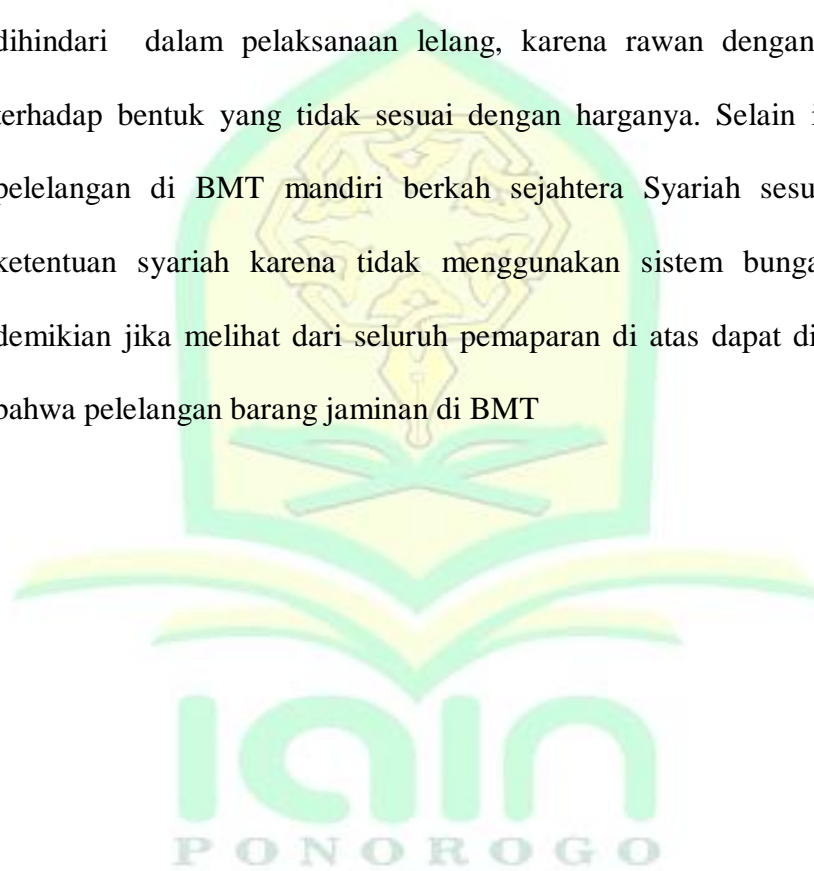 dihindari dalam pelaksanaan lelang, karena rawan dengan
terhadap bentuk yang tidak sesuai dengan harganya. Selain
pelelangan di BMT mandiri berkah sejahtera Syariah
ketentuan syariah karena tidak menggunakan sistem bunga
demikian jika melihat dari seluruh pemaparan di atas dapat
bahwa pelelangan barang jaminan di BMT
iain
PONOROGO